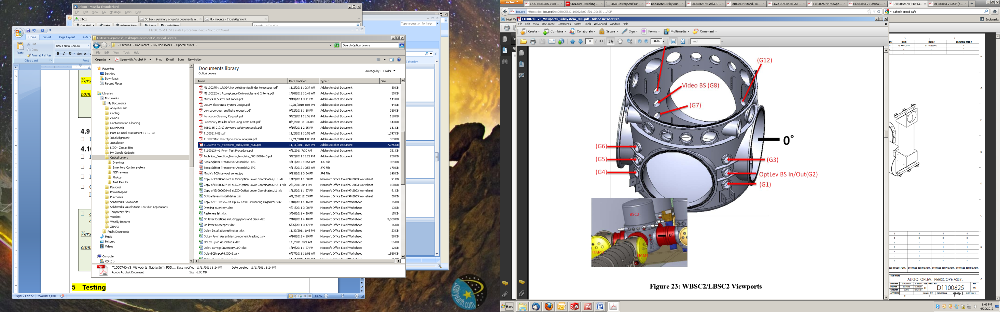 Inbox - Mozilla Thunderbird
File Edit View Go Message Tools Help
Inbox
Op Lev - summary of useful documents a...
PLX mounts - Initial Alignment
Get Mail
Write
Address Book
Tag
Quick Filter
Type a question for help
Saturday
E1200329-v1 LBSC2 install procedure.docx - Microsoft Word
Home Insert Page Layout Refere
Cut
Copy
Paste
Format Painter
Clipboard
Times New Roman
Font
Vers
com
4.9
4.1
Vers
com
5 Testing
Page: 21 of 22 Words: 4,048
140%
C:\Users\ejames\Desktop\Documents\Optical Levers
Libraries Documents My Documents Optical Levers
Search Optical Levers
File Edit View Tools Help
Organize Open with Acrobat 9 Print E-mail Burn New folder
Favorites
Desktop
Downloads
Recent Places
Libraries
Documents
My Documents
ansys for eric
Cabling
clamps
Contamination-Cleaning
Downloads
HAM 12 initial assessment 12-10-10
Inital Alignment
Installation
LIGO - Zemax files
My Google Gadgets
Optical Levers
Drawings
Inventory Control system
NSF reviews
Photos
Test Results
Personal
PowerInspect
Purchases
SolidWorks Downloads
SolidWorks Visual Studio Tools for Applications
Temporary files
Vendors
Weekly Reports
ZEMAX
Public Documents
Music
Pictures
Videos
Computer
OS (C:)
Documents library
Optical Levers
Arrange by: Folder
Name Date modified Type Size
M1100275-v1.RODA for deleting viewfinder telescopes.pdf 11/2/2011 10:37 AM Adobe Acrobat Document 30 KB
M1100282-v1 Accceptance Deliverables and Criteria.pdf 1/20/2012 10:49 AM Adobe Acrobat Document 35 KB
Mindy's TCS stay-out zones.pdf 9/13/2011 3:11 PM Adobe Acrobat Document 144 KB
OpLev Electronics System Design.pdf 12/21/2010 4:05 PM Adobe Acrobat Document 44 KB
periscope clean and bake request.pdf 9/22/2011 1:58 PM Adobe Acrobat Document 339 KB
Periscope Cleaning Request.pdf 9/22/2011 12:52 PM Adobe Acrobat Document 118 KB
Preliminary Results of MY Long-Term Test.pdf 8/4/2011 11:23 AM Adobe Acrobat Document 543 KB
T080145-01(v1) viewport safety protocols.pdf 9/15/2011 2:25 PM Adobe Acrobat Document 181 KB
T1000517-05.pdf 11/2/2011 10:58 AM Adobe Acrobat Document 1,747 KB
T1000531v3.Prototype.modal analysis.pdf 12/21/2010 4:00 PM Adobe Acrobat Document 533 KB
T1000746-v3_Viewports_Subsystem_FDD.pdf 11/11/2011 1:24 PM Adobe Acrobat Document 7,075 KB
T1100124-v1.Pylon Test Procedure.pdf 4/5/2011 7:30 AM Adobe Acrobat Document 251 KB
Technical_Direction_Memo_template_F0810001-v5.pdf 3/22/2011 12:22 PM Adobe Acrobat Document 250 KB
Beam Splitter Transceiver Assembly1.JPG 4/11/2012 10:54 AM JPG File 354 KB
Beam Splitter Transceiver Assembly2.JPG 4/11/2012 10:53 AM JPG File 170 KB
Mindy's TCS stay-out zones.jpg 9/13/2011 3:54 PM JPG File 140 KB
Copy of E1000601-v2 aLIGO Optical Lever Coordinates, H1 .xls 1/12/2011 1:38 PM Microsoft Office Excel 97-2003 Worksheet 91 KB
Copy of E1000607-v2 aLIGO Optical Lever Coordinates, H2 -1.xls 2/3/2011 3:44 PM Microsoft Office Excel 97-2003 Worksheet 100 KB
Copy of E1000608-v2 aLIGO Optical Lever Coordinates, L1.xls 1/12/2011 1:37 PM Microsoft Office Excel 97-2003 Worksheet 91 KB
Optical levers install dates.xls 4/2/2012 12:33 PM Microsoft Office Excel 97-2003 Worksheet 38 KB
Copy of C1001959-v4 OpLev Task List Meeting Organizer.xlsx 1/10/2011 4:46 PM Microsoft Office Excel Worksheet 15 KB
Drawing inventory.xlsx 4/21/2011 3:00 PM Microsoft Office Excel Worksheet 13 KB
Fasteners list.xlsx 3/30/2011 4:29 PM Microsoft Office Excel Worksheet 15 KB
Op lever locations including pylons and piers.xlsx 7/18/2011 4:48 PM Microsoft Office Excel Worksheet 3,689 KB
Op lever telescopes.xlsx 5/25/2011 3:47 PM Microsoft Office Excel Worksheet 16 KB
Oplev Installation estimates.xlsx 11/30/2011 1:45 PM Microsoft Office Excel Worksheet 23 KB
OpLev Pylon Assemblies.component tracking.xlsx 4/10/2012 4:19 PM Microsoft Office Excel Worksheet 58 KB
OpLev Pylon Assemblies.xlsx 1/5/2011 7:21 AM Microsoft Office Excel Worksheet 25 KB
Oplev salvage Inventory.LLO.xlsx 1/19/2011 1:27 PM Microsoft Office Excel Worksheet 12 KB
OplevICSimport-LIGO-2.xlsx 6/27/2011 11:06 AM Microsoft Office Excel Worksheet 1,569 KB
T1000746-v3_Viewports_Subsystem_FDD.... Date modified: 11/11/2011 1:24 PM Date created: 11/11/2011 1:24 PM
Adobe Acrobat Document Size: 6.90 MB
staryearth.com
Firefox
LIGO-M080375-V10 (...
CNN.com - Breaking ...
LIGO Roster/Staff Dir...
Document List by Aut...
D0900428-v5 AdvLIG...
D1002124 Stand, Te...
LIGO-D0900428-v5: ...
T1100292-v4 Viewpo...
E1200063-v1 Optical ...
D1100625-v1.PDF (a...
D1100833-v1.PDF (a...
ligo.org https://dcc.ligo.org/DocDB/0058/D1100625/001/D1100625-v1.PDF
caltech broad cafe
Most Vi
Bookmarks
T1000746-v3_Viewports_Subsystem_FDD.pdf - Adobe Acrobat Pro
File Edit View Document Comments Forms Tools Advanced Window Help
Create Combine Collaborate Secure Sign Forms Multimedia Comment
38 / 113 146% Find
(G12)
Video BS (G8)
(G7)
0°
(G6)
(G5)
(G4)
(G3)
OptLev BS In/Out(G2)
(G1)
BSC2
0°
HAM3
HAM4
Figure 23: WBSC2/LBSC2 Viewports
DATE DCN # DRAWING TREE #
13 APR 2010
PART NAME
ALIGO, OPLEV, PERISCOPE ASSY.
SIZE DWG. NO. REV.
D D1100625 v1
SCALE: 1:2 PROJECTION: SHEET 1 OF 1
Start
1:48 PM
4/20/2012